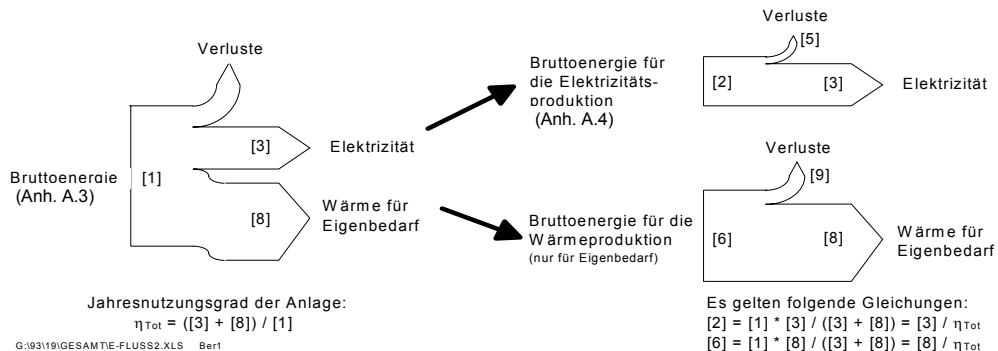 Verluste
Bruttoenergie
(Anh. A.3)
[1]
[3]
Elektrizität
[8]
Wärme für
Eigenbedarf
Jahresnutzungsgrad der Anlage:
ηTot = ([3] + [8]) / [1]
G:\93\19\GESAMT\E-FLUSS2.XLS Ber1
Bruttoenergie für
die Elektrizitäts-
produktion
(Anh. A.4)
Verluste
[5]
[2]
[3]
Elektrizität
Bruttoenergie für die
Wärmeproduktion
(nur für Eigenbedarf)
Verluste
[9]
[6]
[8]
Wärme für
Eigenbedarf
Es gelten folgende Gleichungen:
[2] = [1] * [3] / ([3] + [8]) = [3] / ηTot
[6] = [1] * [8] / ([3] + [8]) = [8] / ηTot